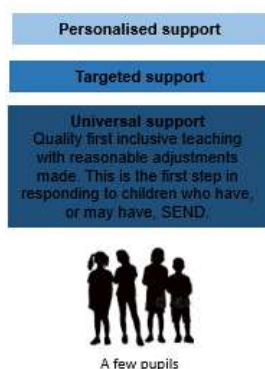 Personalised support
Targeted support
Universal support
Quality first inclusive teaching
with reasonable adjustments
made. This is the first step in
responding to children who have,
or may have, SEND.
A few pupils